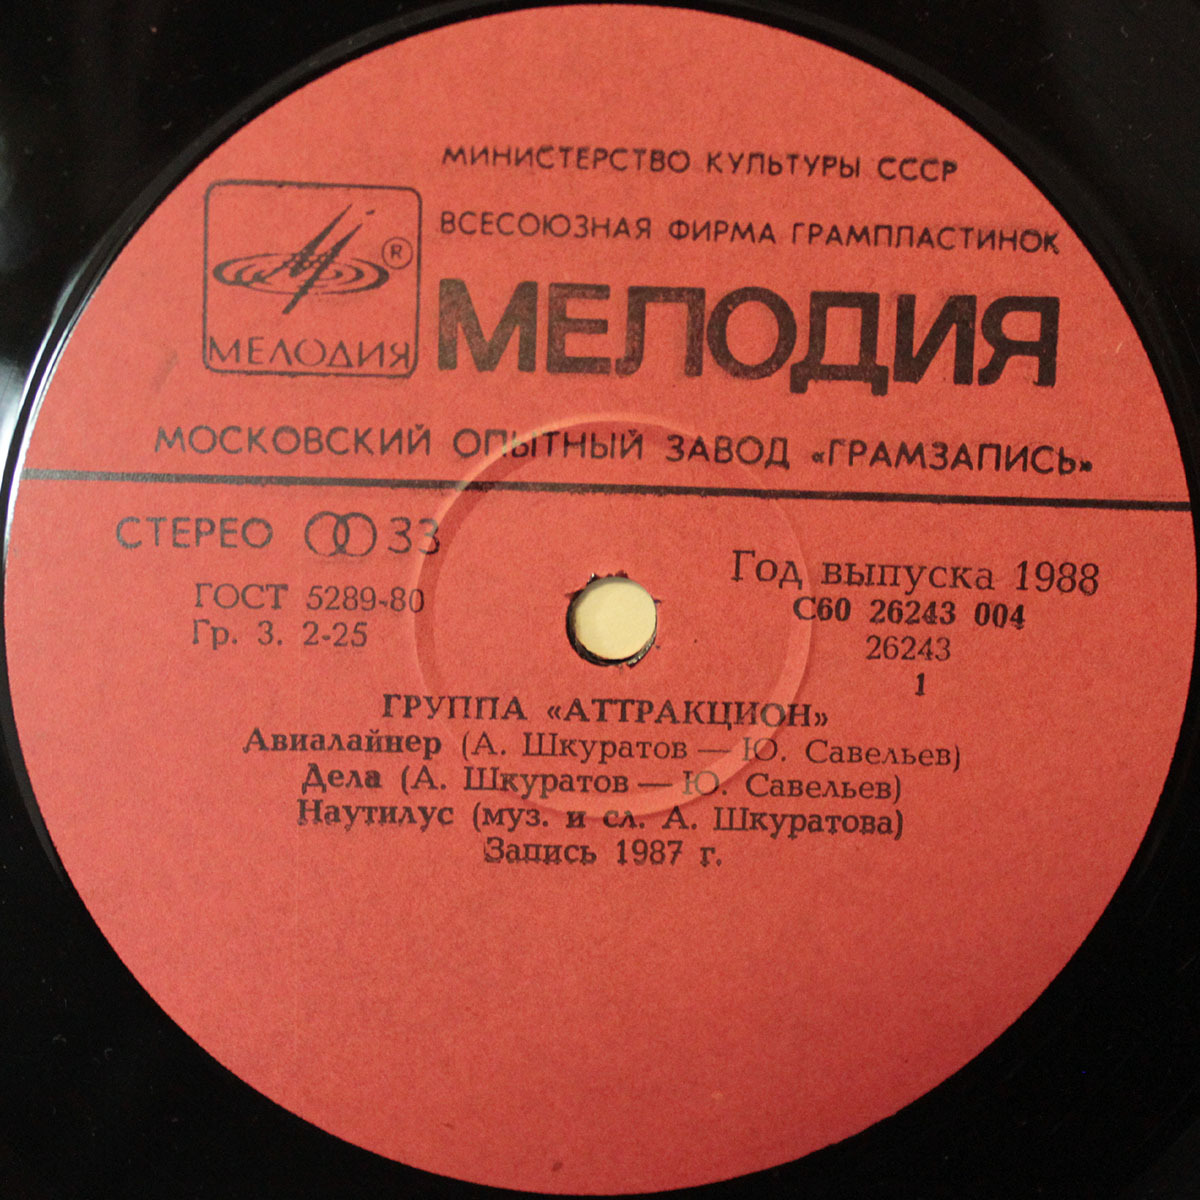 МИНИСТЕРСТВО КУЛЬТУРЫ СССР
ВСЕСОЮЗНАЯ ФИРМА ГРАМПЛАСТИНОК
®
МЕЛОДИЯ
МЕЛОДИЯ
МОСКОВСКИЙ ОПЫТНЫЙ ЗАВОД «ГРАМЗАПИСЬ»
СТЕРЕО 33
ГОСТ 5289-80
Гр. 3. 2-25
Год выпуска 1988
С60 26243 004
26243
1
ГРУППА «АТТРАКЦИОН»
Авиалайнер (А. Шкуратов — Ю. Савельев)
Дела (А. Шкуратов — Ю. Савельев)
Наутилус (муз. и сл. А. Шкуратова)
Запись 1987 г.